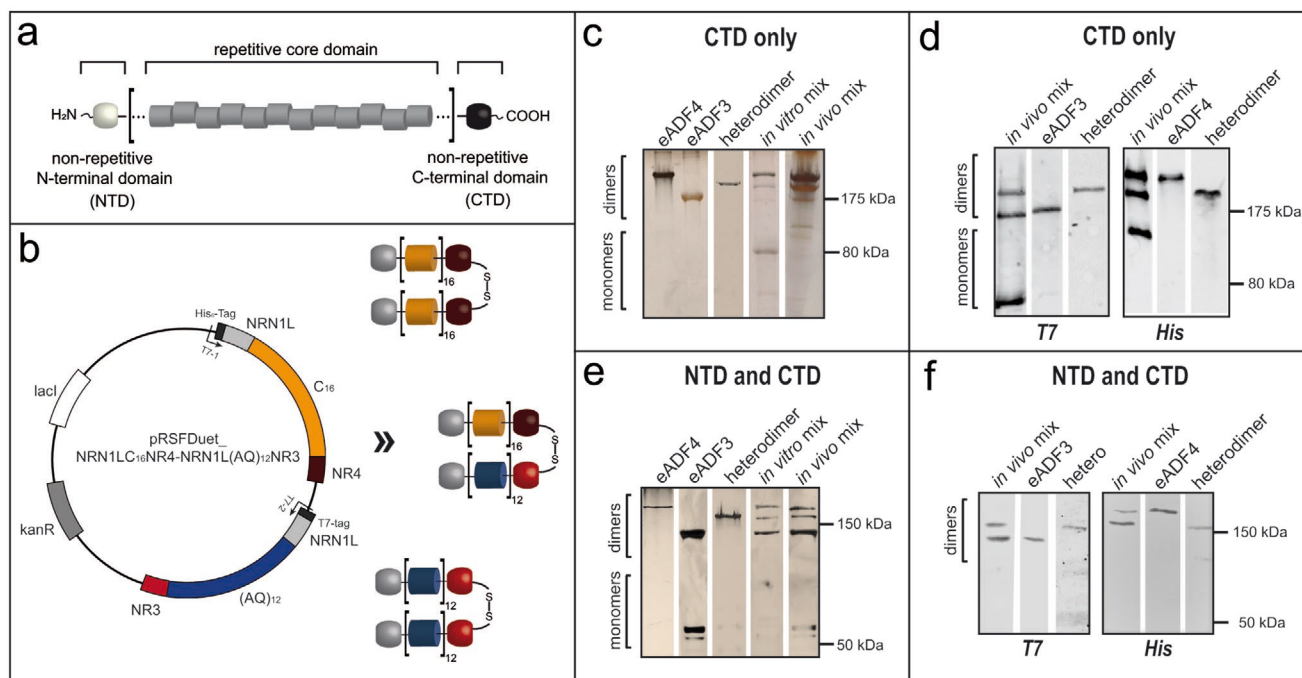 a
repetitive core domain
H₂N
COOH
non-repetitive
N-terminal domain
(NTD)
non-repetitive
C-terminal domain
(CTD)
b
His₆-Tag
NRN1L
T7-1
C₁₆
lacI
pRSFDuet_
NRN1LC₁₆NR4-NRN1L(AQ)₁₂NR3
NR4
T7-2
T7-tag
NRN1L
kanR
NR3
(AQ)₁₂
16
S
S
16
»
16
S
S
12
12
S
S
12
c
CTD only
eADF4
eADF3
heterodimer
in vitro mix
in vivo mix
dimers
monomers
175 kDa
80 kDa
d
CTD only
in vivo mix
eADF3
heterodimer
in vivo mix
eADF4
heterodimer
dimers
monomers
175 kDa
80 kDa
T7
His
e
NTD and CTD
eADF4
eADF3
heterodimer
in vitro mix
in vivo mix
dimers
monomers
150 kDa
50 kDa
f
NTD and CTD
in vivo mix
eADF3
hetero
in vivo mix
eADF4
heterodimer
dimers
150 kDa
50 kDa
T7
His